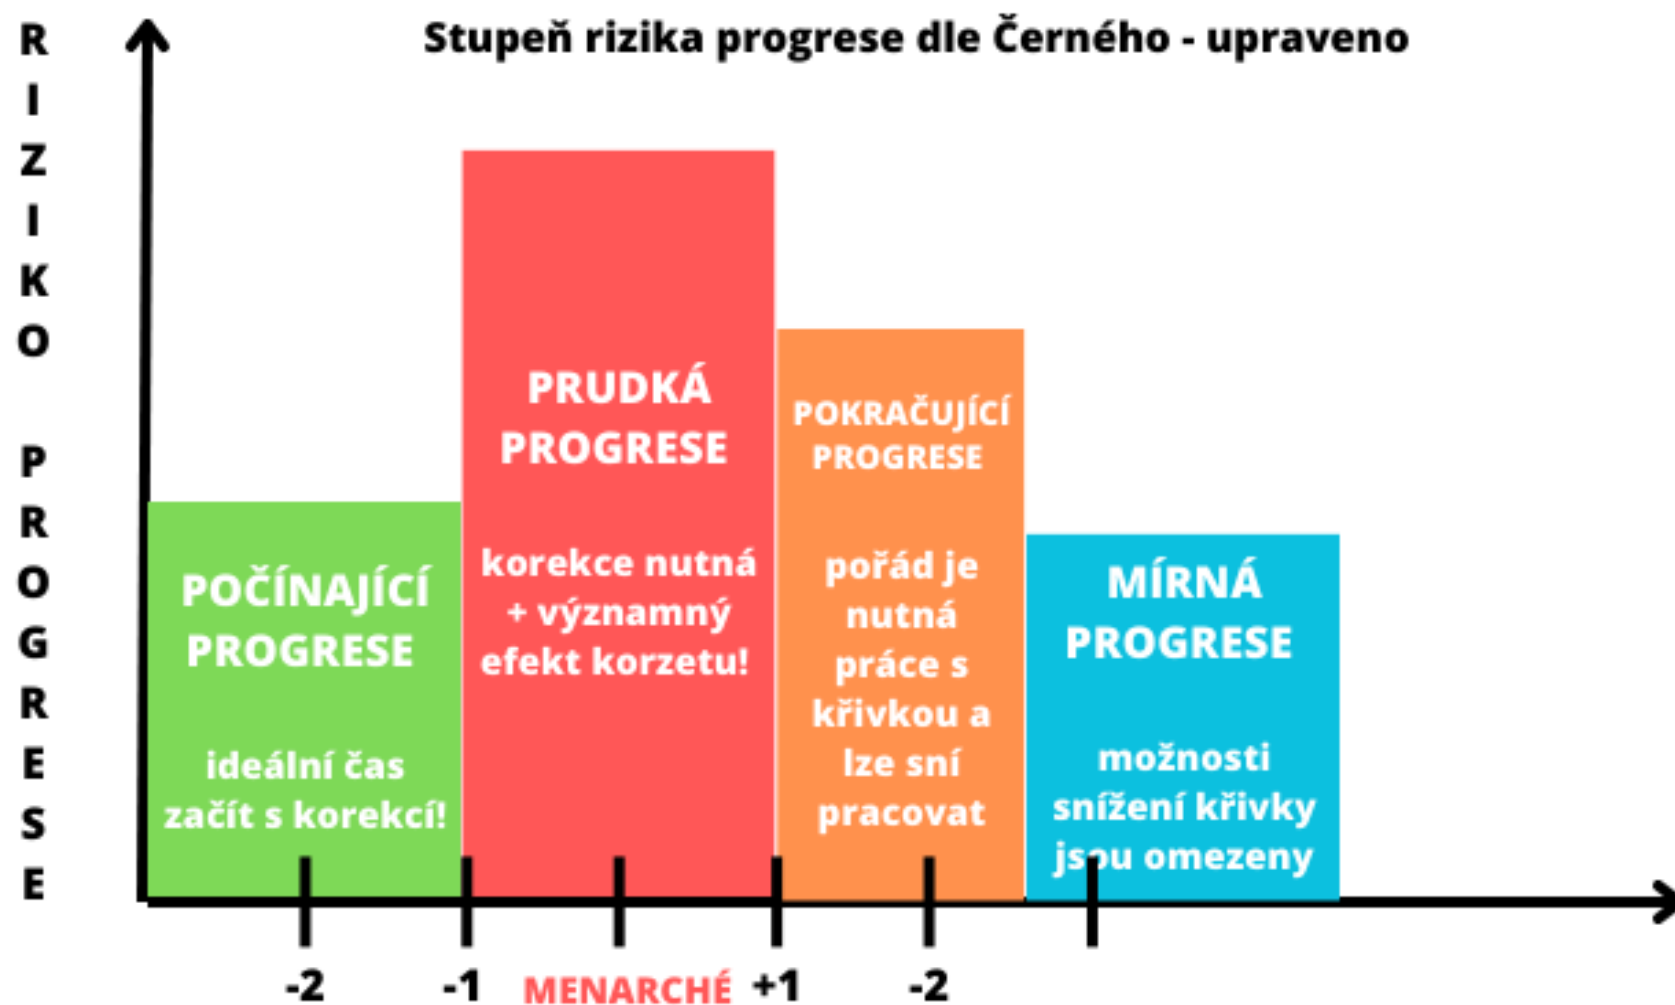 RIZIKO PROGRESE
Stupeň rizika progrese dle Černého - upraveno
POČÍNAJÍCÍ
PROGRESE
ideální čas
začít s korekcí!
PRUDKÁ
PROGRESE
korekce nutná
+ významný
efekt korzetu!
POKRAČUJÍCÍ
PROGRESE
pořád je
nutná
práce s
křivkou a
lze sní
pracovat
MÍRNÁ
PROGRESE
možnosti
snížení křivky
jsou omezeny
-2 -1 MENARCHÉ +1 -2